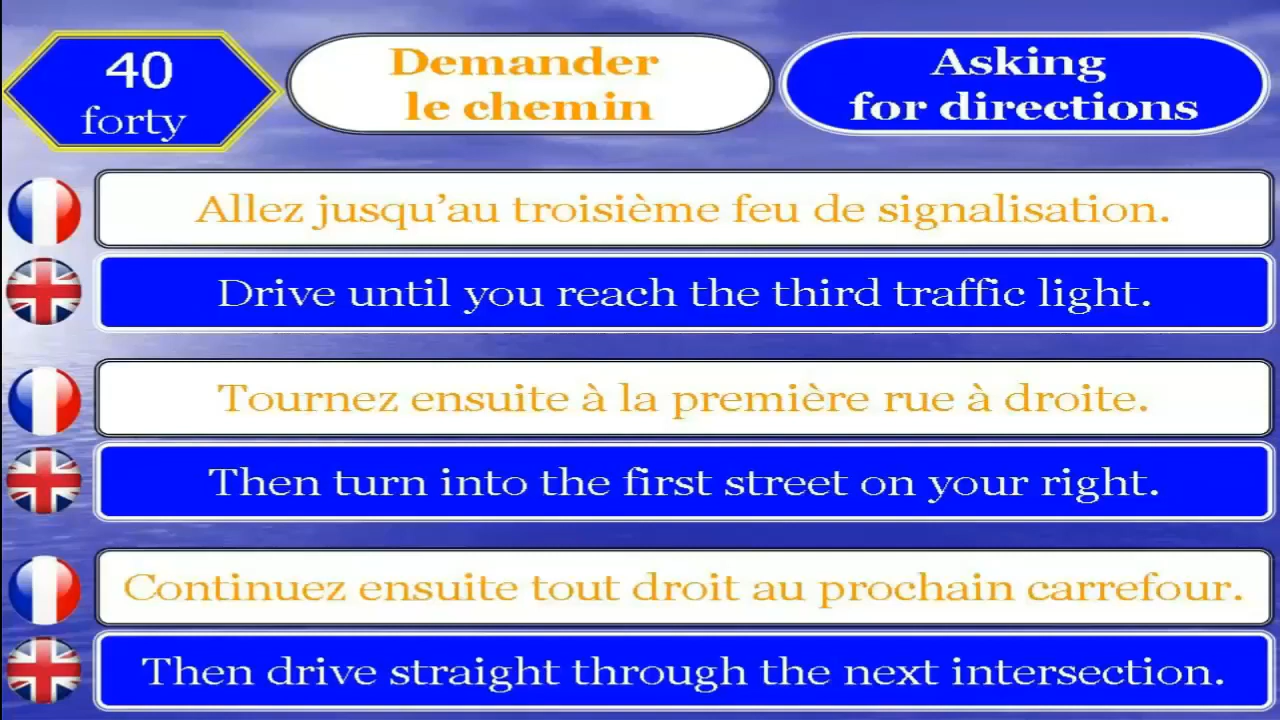 40
forty
Demander
le chemin
Asking
for directions
Allez jusqu’au troisième feu de signalisation.
Drive until you reach the third traffic light.
Tournez ensuite à la première rue à droite.
Then turn into the first street on your right.
Continuez ensuite tout droit au prochain carrefour.
Then drive straight through the next intersection.